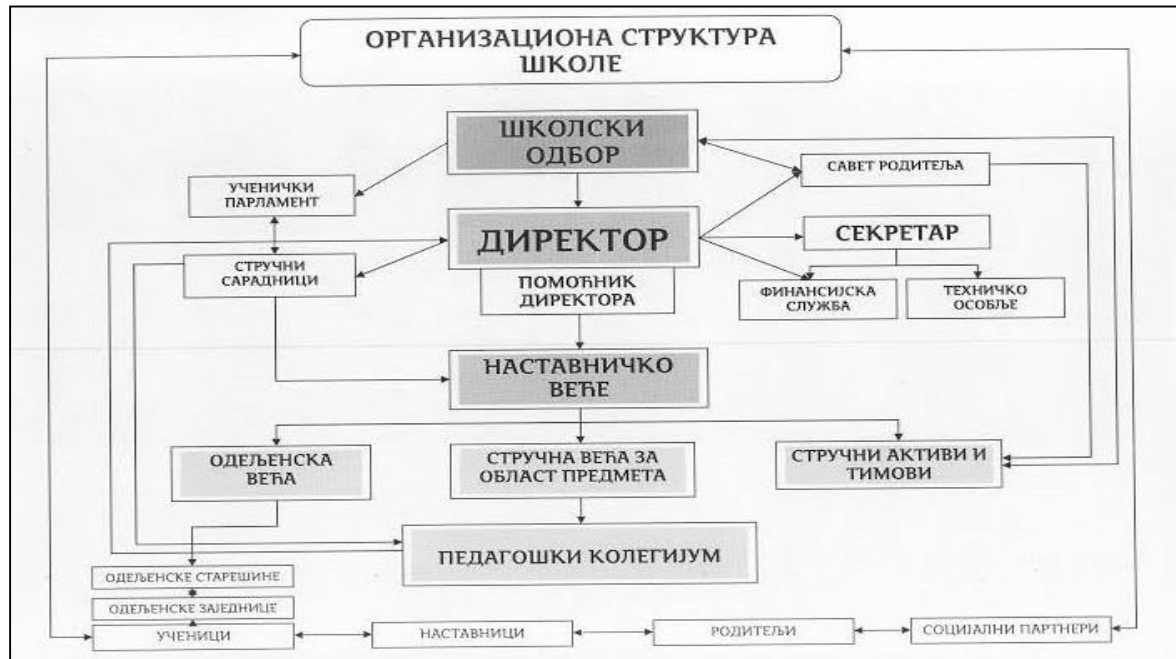 ОРГАНИЗАЦИОНА СТРУКТУРА
ШКОЛЕ
ШКОЛСКИ
ОДБОР
САВЕТ РОДИТЕЉА
УЧЕНИЧКИ
ПАРЛАМЕНТ
ДИРЕКТОР
СЕКРЕТАР
СТРУЧНИ
САРАДНИЦИ
ПОМОЋНИК
ДИРЕКТОРА
ФИНАНСИЈСКА
СЛУЖБА
ТЕХНИЧКО
ОСОБЉЕ
НАСТАВНИЧКО
ВЕЋЕ
ОДЕЉЕНСКА
ВЕЋА
СТРУЧНА ВЕЋА ЗА
ОБЛАСТ ПРЕДМЕТА
СТРУЧНИ АКТИВИ И
ТИМОВИ
ПЕДАГОШКИ КОЛЕГИЈУМ
ОДЕЉЕНСКЕ СТАРЕШИНЕ
ОДЕЉЕНСКЕ ЗАЈЕДНИЦЕ
УЧЕНИЦИ
НАСТАВНИЦИ
РОДИТЕЉИ
СОЦИЈАЛНИ ПАРТНЕРИ